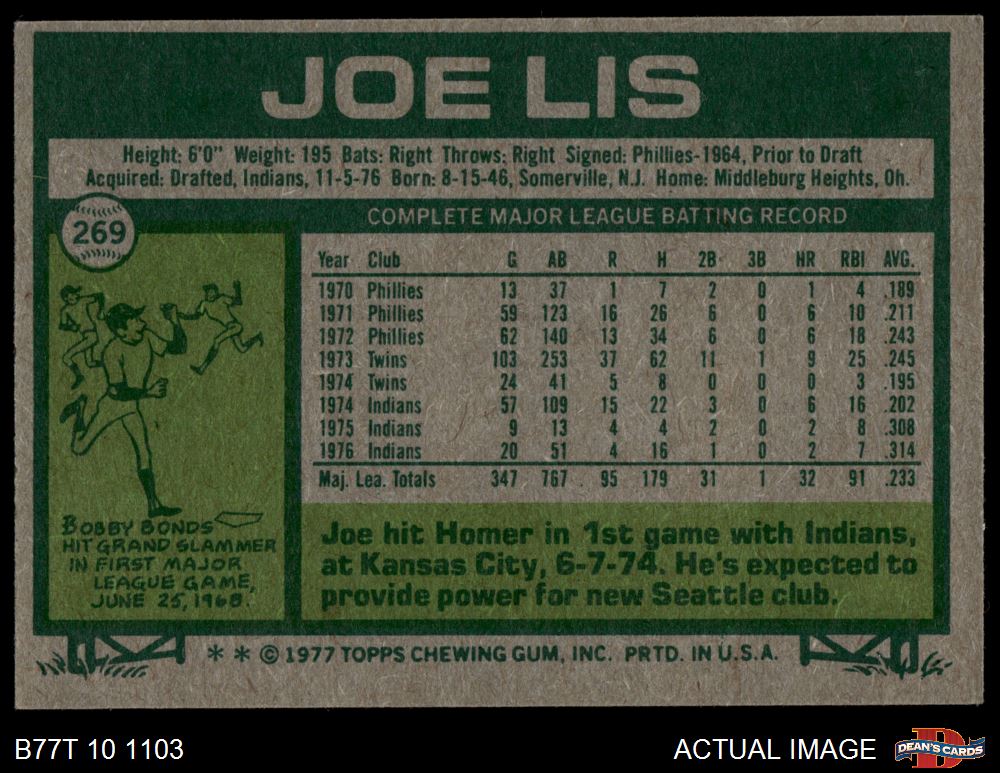 JOE LIS
Height: 6'0" Weight: 195 Bats: Right Throws: Right Signed: Phillies-1964, Prior to Draft
Acquired: Drafted, Indians, 11-5-76 Born: 8-15-46, Somerville, N.J. Home: Middleburg Heights, Oh.
269
COMPLETE MAJOR LEAGUE BATTING RECORD
Year Club G AB R H 2B 3B HR RBI AVG.
1970 Phillies 13 37 1 7 2 0 1 4 .189
1971 Phillies 59 123 16 26 6 0 6 10 .211
1972 Phillies 62 140 13 34 6 0 6 18 .243
1973 Twins 103 253 37 62 11 1 9 25 .245
1974 Twins 24 41 5 8 0 0 0 3 .195
1974 Indians 57 109 15 22 3 0 6 16 .202
1975 Indians 9 13 4 4 2 0 2 8 .308
1976 Indians 20 51 4 16 1 0 2 7 .314
Maj. Lea. Totals 347 767 95 179 31 1 32 91 .233
BOBBY BONDS
HIT GRAND SLAMMER
IN FIRST MAJOR
LEAGUE GAME,
JUNE 25, 1968.
Joe hit Homer in 1st game with Indians,
at Kansas City, 6-7-74. He's expected to
provide power for new Seattle club.
* * © 1977 TOPPS CHEWING GUM, INC. PRTD. IN U.S.A.
B77T 10 1103
ACTUAL IMAGE
D
DEAN'S CARDS